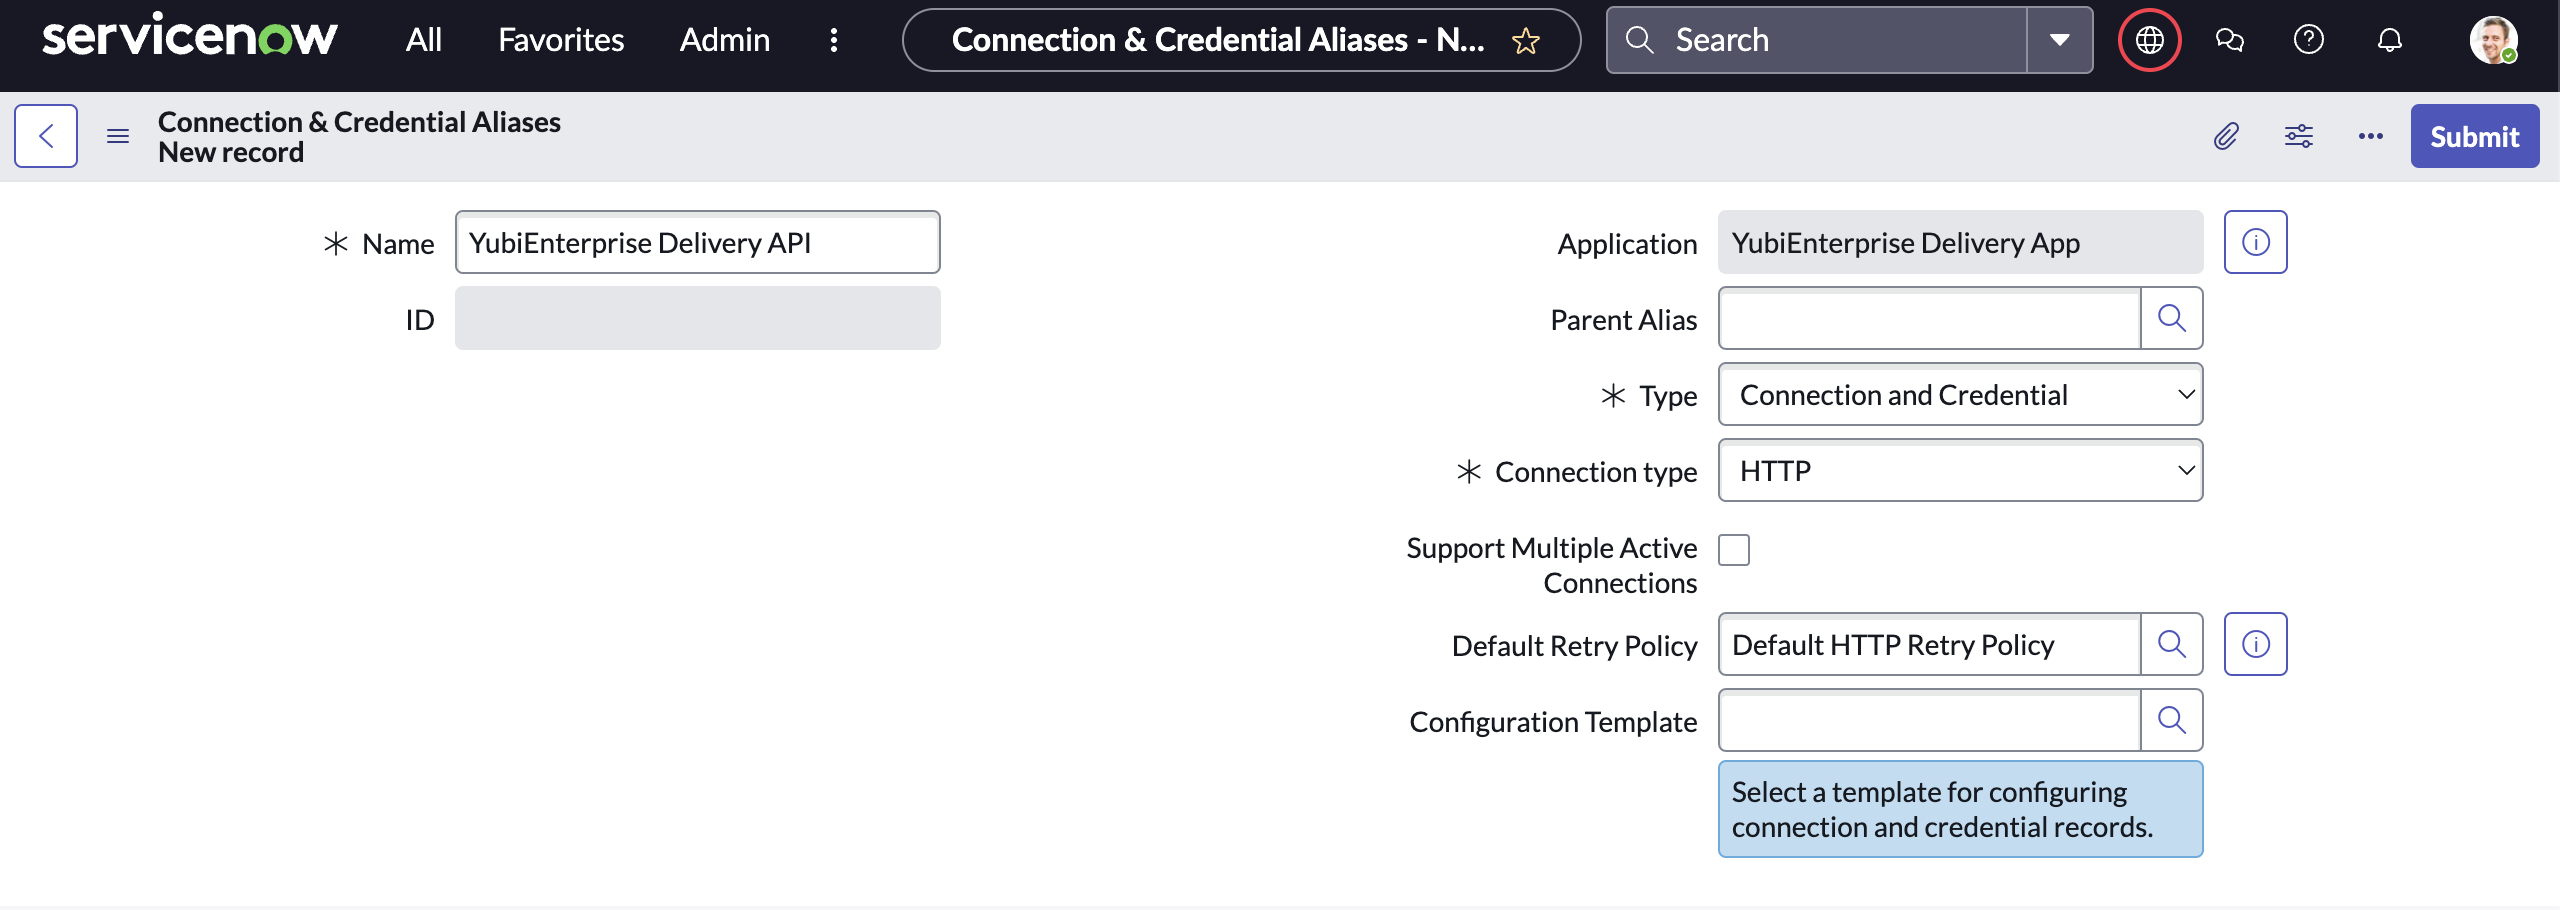 servicenow All Favorites Admin Connection & Credential Aliases - N... Search
Connection & Credential Aliases
New record
Submit
* Name YubiEnterprise Delivery API
ID
Application YubiEnterprise Delivery App
Parent Alias
* Type Connection and Credential
* Connection type HTTP
Support Multiple Active
Connections
Default Retry Policy Default HTTP Retry Policy
Configuration Template
Select a template for configuring
connection and credential records.